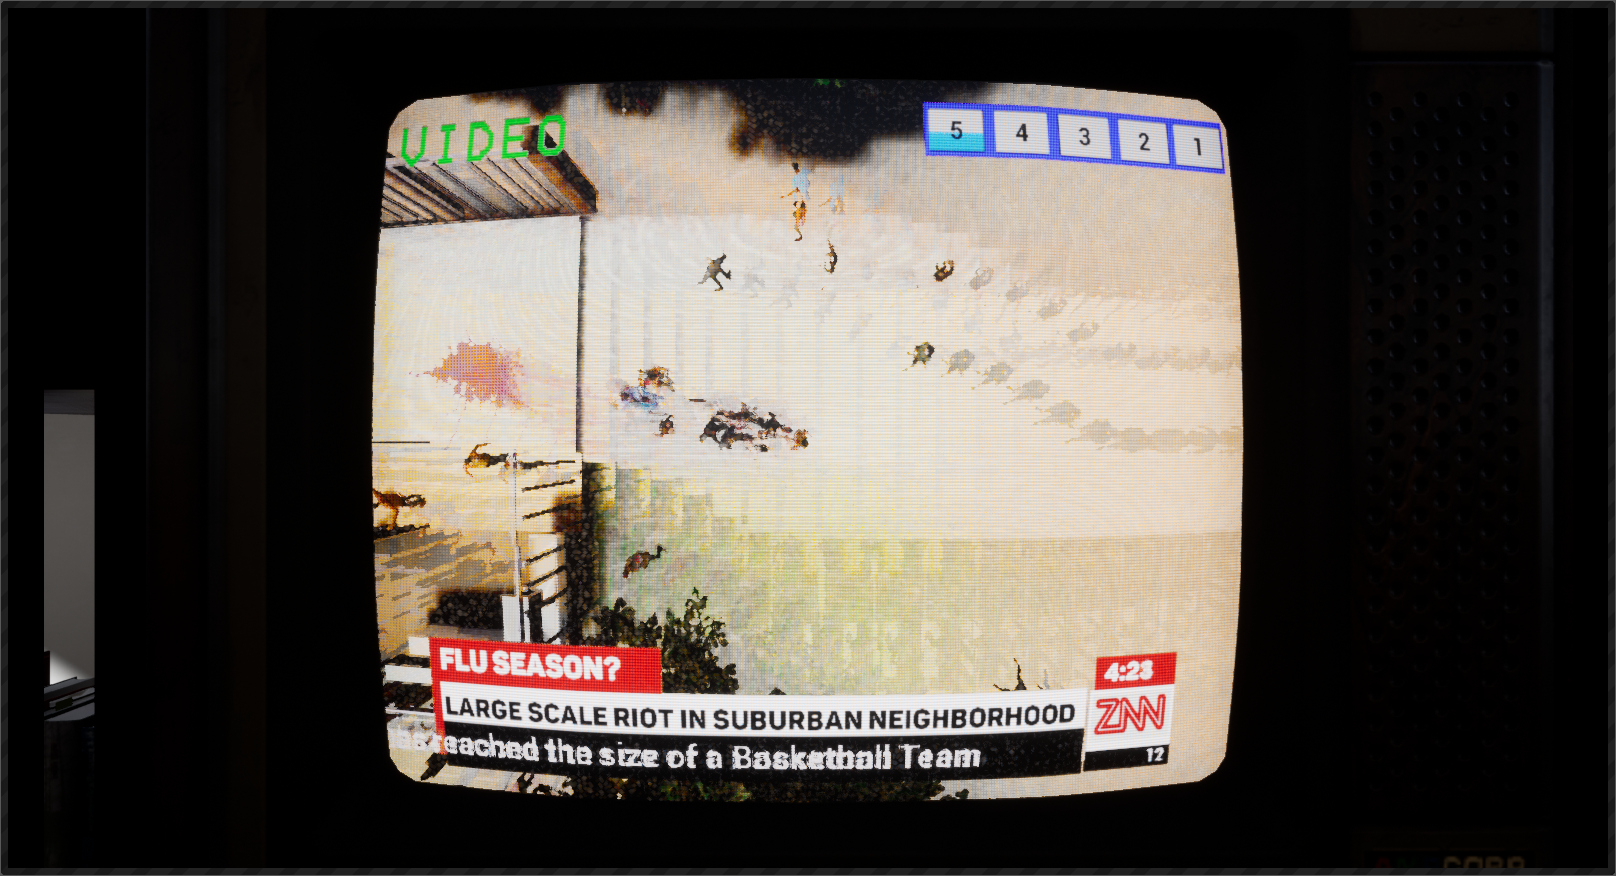 VIDEO
5 4 3 2 1
FLU SEASON?
4:28
LARGE SCALE RIOT IN SUBURBAN NEIGHBORHOOD
ZNN
reached the size of a Basketball Team
12